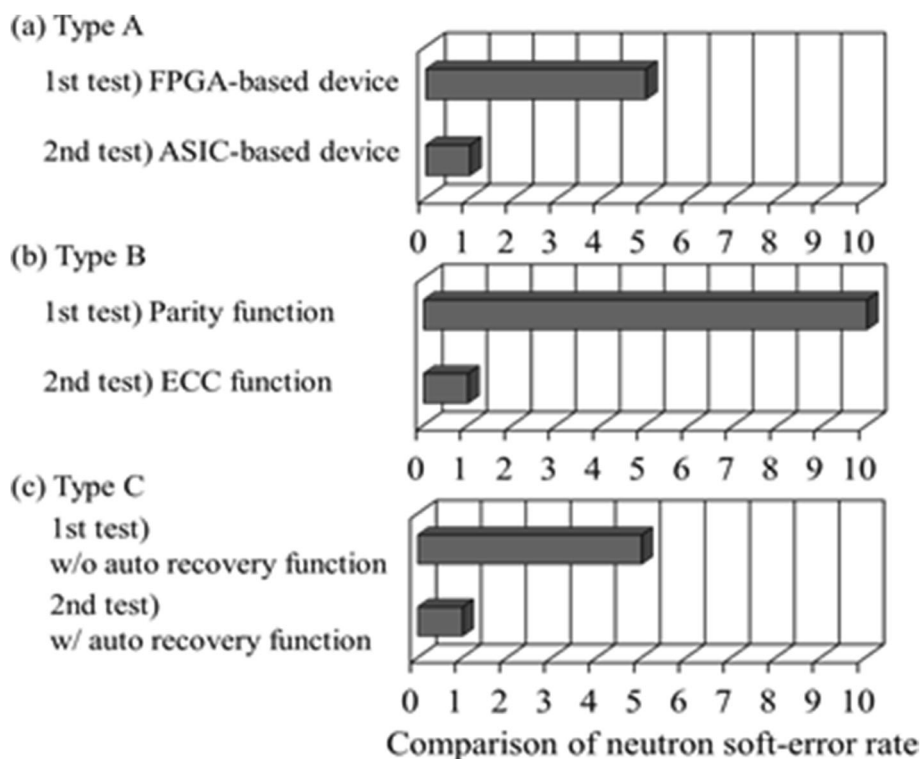 (a) Type A
1st test) FPGA-based device
2nd test) ASIC-based device
0 1 2 3 4 5 6 7 8 9 10
(b) Type B
1st test) Parity function
2nd test) ECC function
0 1 2 3 4 5 6 7 8 9 10
(c) Type C
1st test)
w/o auto recovery function
2nd test)
w/ auto recovery function
0 1 2 3 4 5 6 7 8 9 10
Comparison of neutron soft-error rate